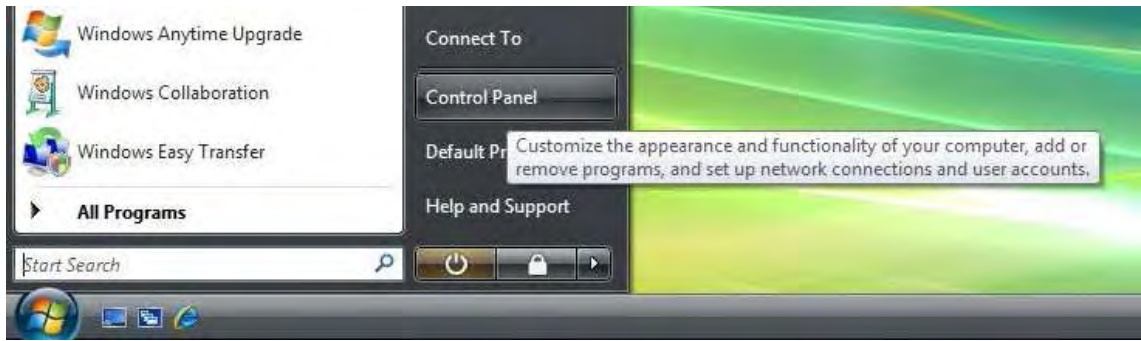 Windows Anytime Upgrade
Windows Collaboration
Windows Easy Transfer
All Programs
Start Search
Connect To
Control Panel
Default Pr
Help and Support
Customize the appearance and functionality of your computer, add or
remove programs, and set up network connections and user accounts.